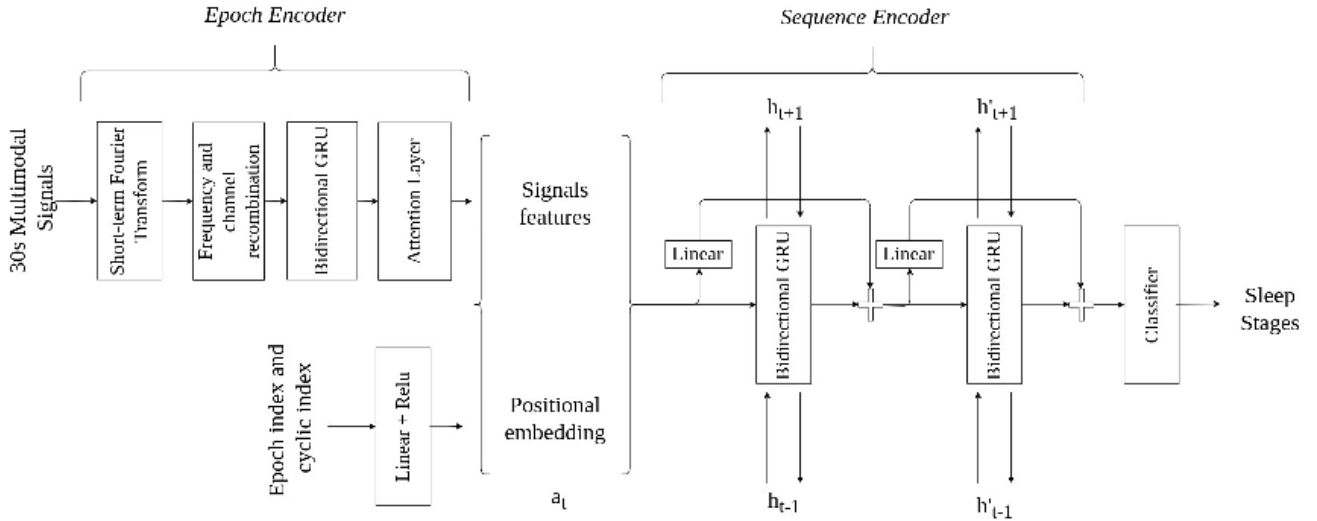 Epoch Encoder
Sequence Encoder
30s Multimodal
Signals
Short-term Fourier
Transform
Frequency and
channel
recombination
Bidirectional GRU
Attention Layer
Signals
features
Epoch index and
cyclic index
Linear + Relu
Positional
embedding
a_t
h_{t+1}
Linear
Bidirectional GRU
h_{t-1}
h'_{t+1}
Linear
Bidirectional GRU
h'_{t-1}
Classifier
Sleep
Stages